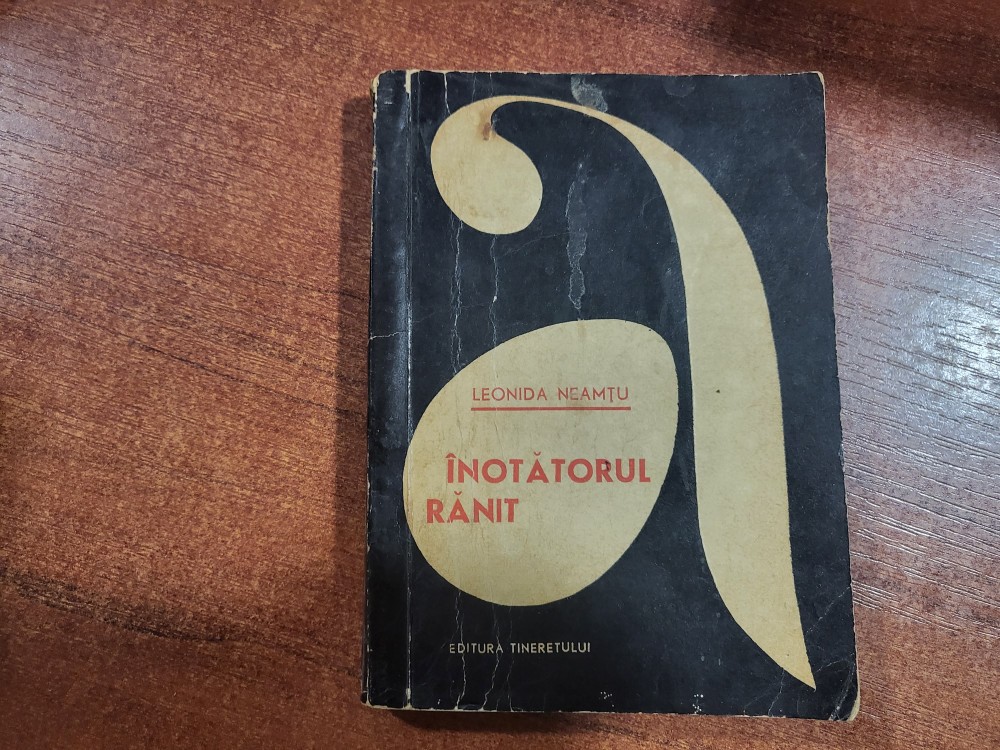 LEONIDA NEAMȚU
ÎNOTĂTORUL
RĂNIT
EDITURA TINERETULUI